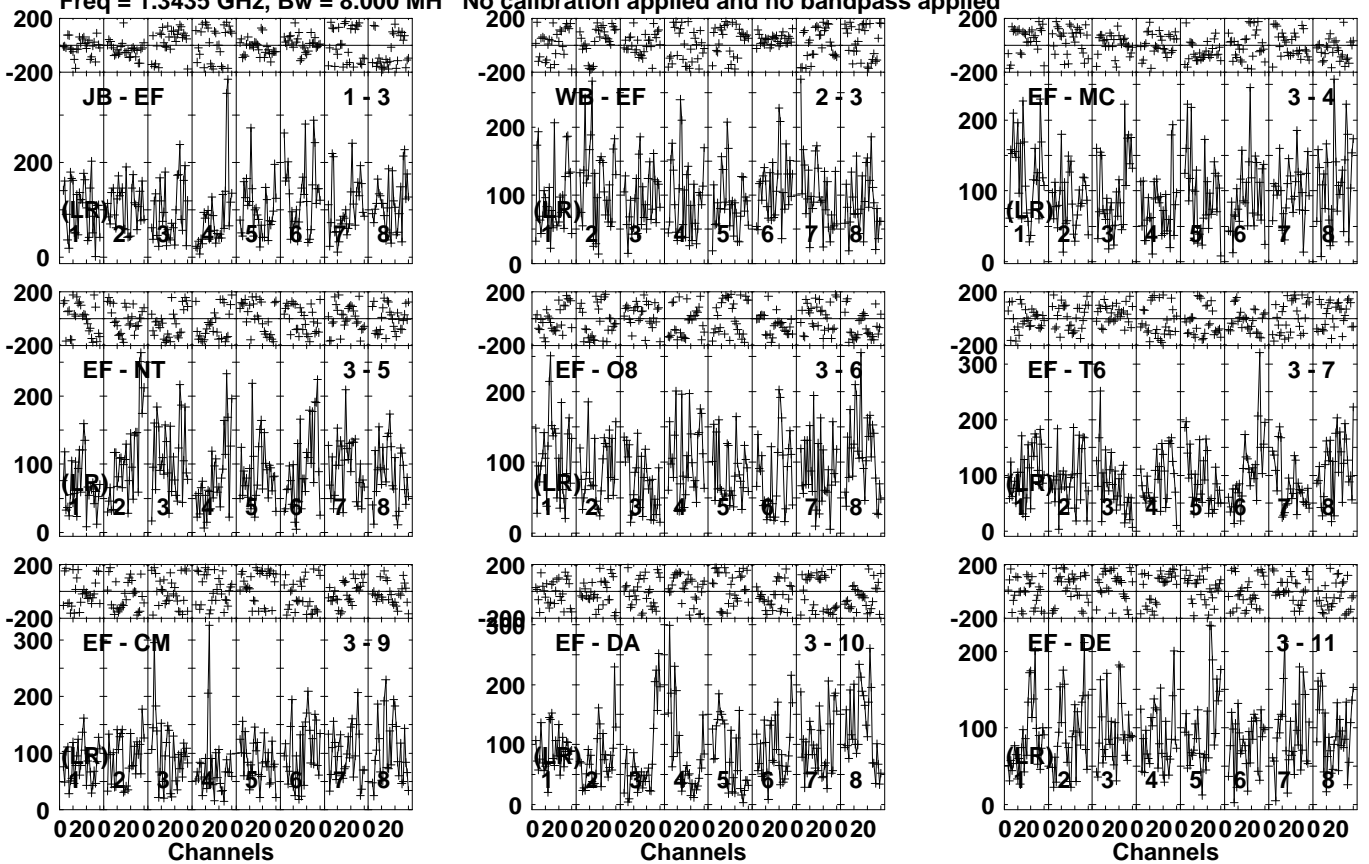 Freq = 1.3435 GHz, Bw = 8.000 MH No calibration applied and no bandpass applied
200 200 200
-200 -200 -200
JB - EF 1 - 3 WB - EF 2 - 3 EF - MC 3 - 4
200 200 200
100 100
(LR) (LR) (LR)
1 2 3 4 5 6 7 8 1 2 3 4 5 6 7 8 1 2 3 4 5 6 7 8
0 0 0
200 200 200
-200 -200 -200
EF - NT 3 - 5 EF - O8 3 - 6 EF - T6 3 - 7
300
200 200 200
100 100 100
(LR) (LR) (LR)
1 2 3 4 5 6 7 8 1 2 3 4 5 6 7 8 1 2 3 4 5 6 7 8
0 0 0
200 200 200
-200 -200 -200
EF - CM 3 - 9 EF - DA 3 - 10 EF - DE 3 - 11
300 300
200 200 200
100 100 100
(LR) (LR) (LR)
1 2 3 4 5 6 7 8 1 2 3 4 5 6 7 8 1 2 3 4 5 6 7 8
0 0 0
0 20 0 20 0 20 0 20 0 20 0 20 0 20 0 20 0 20 0 20 0 20 0 20 0 20 0 20 0 20 0 20 0 20 0 20 0 20 0 20 0 20 0 20 0 20 0 20
Channels Channels Channels